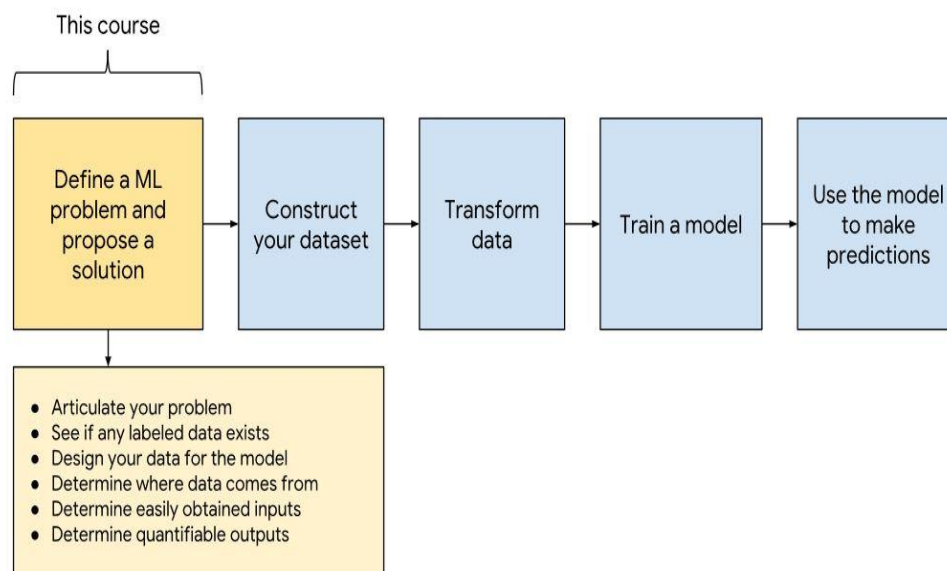 This course
Define a ML
problem and
propose a
solution
Construct
your dataset
Transform
data
Train a model
Use the model
to make
predictions
● Articulate your problem
● See if any labeled data exists
● Design your data for the model
● Determine where data comes from
● Determine easily obtained inputs
● Determine quantifiable outputs